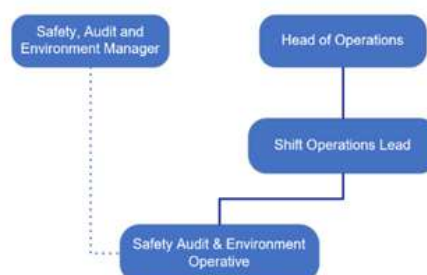 Safety, Audit and
Environment Manager
Head of Operations
Shift Operations Lead
Safety Audit & Environment
Operative